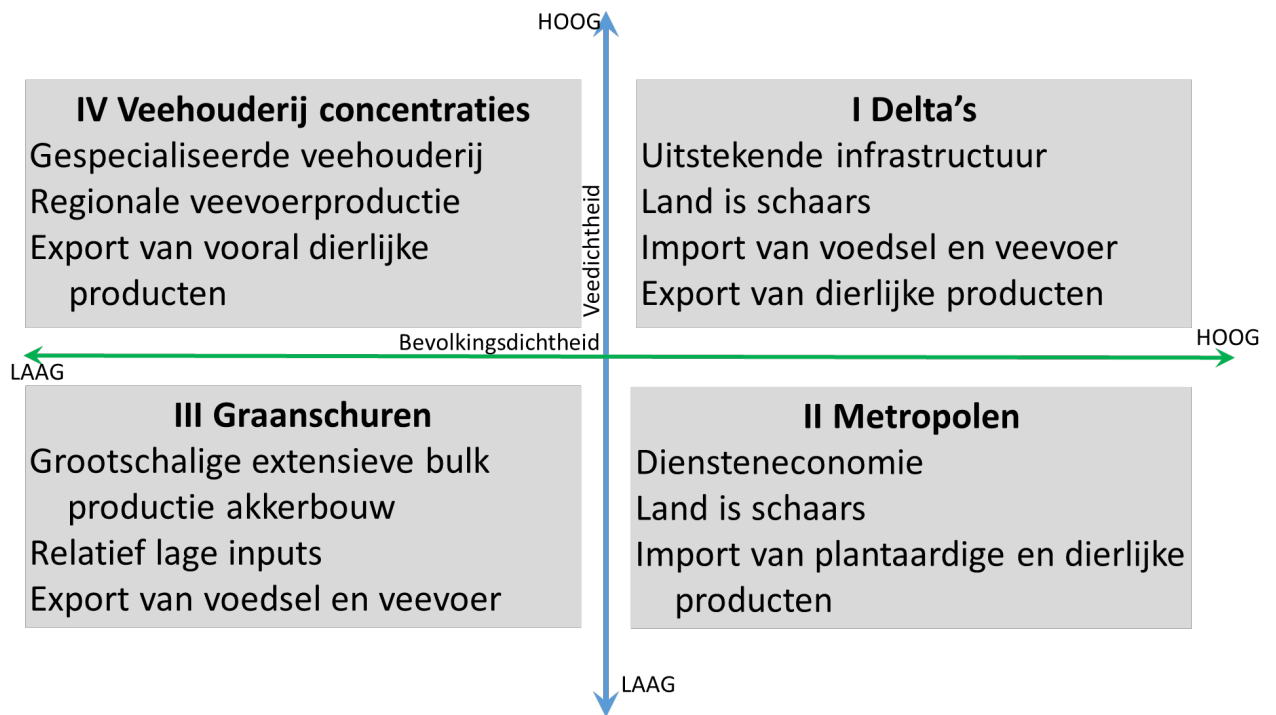 HOOG
IV Veehouderij concentraties
Gespecialiseerde veehouderij
Regionale veevoerproductie
Export van vooral dierlijke
producten
Veedichtheid
I Delta’s
Uitstekende infrastructuur
Land is schaars
Import van voedsel en veevoer
Export van dierlijke producten
Bevolkingsdichtheid
HOOG
LAAG
III Graanschuren
Grootschalige extensieve bulk
productie akkerbouw
Relatief lage inputs
Export van voedsel en veevoer
II Metropolen
Diensteneconomie
Land is schaars
Import van plantaardige en dierlijke
producten
LAAG